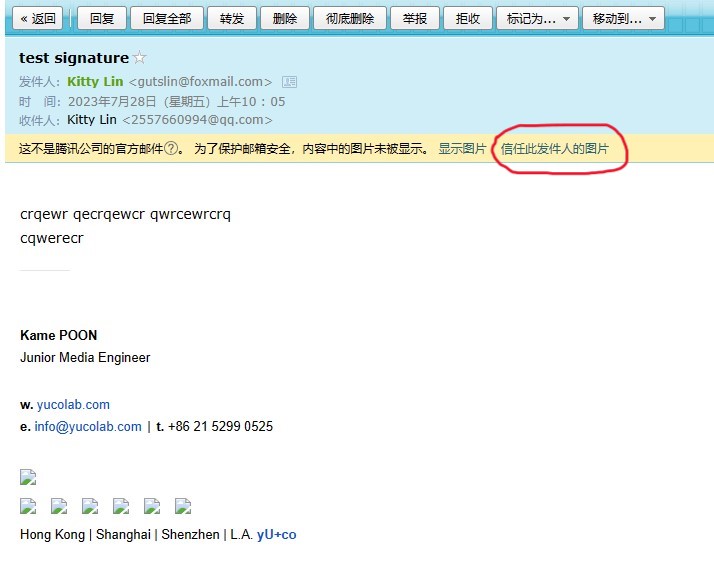 « 返回 回复 回复全部 转发 删除 彻底删除 举报 拒收 标记为... 移动到...
test signature
发件人：Kitty Lin <gutslin@foxmail.com>
时 间：2023年7月28日（星期五）上午10：05
收件人：Kitty Lin <2557660994@qq.com>
这不是腾讯公司的官方邮件?。 为了保护邮箱安全，内容中的图片未被显示。 显示图片 信任此发件人的图片
crqewr qecrqewcr qwrcewrcrq
cqwerecr
Kame POON
Junior Media Engineer
w. yucolab.com
e. info@yucolab.com | t. +86 21 5299 0525
Hong Kong | Shanghai | Shenzhen | L.A. yU+co